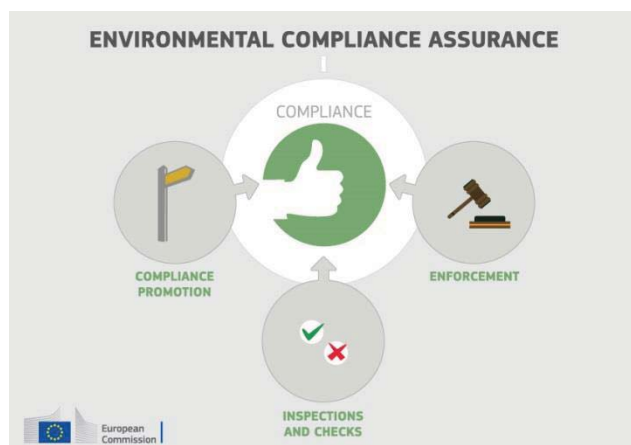 ENVIRONMENTAL COMPLIANCE ASSURANCE
COMPLIANCE
COMPLIANCE
PROMOTION
ENFORCEMENT
INSPECTIONS
AND CHECKS
European
Commission